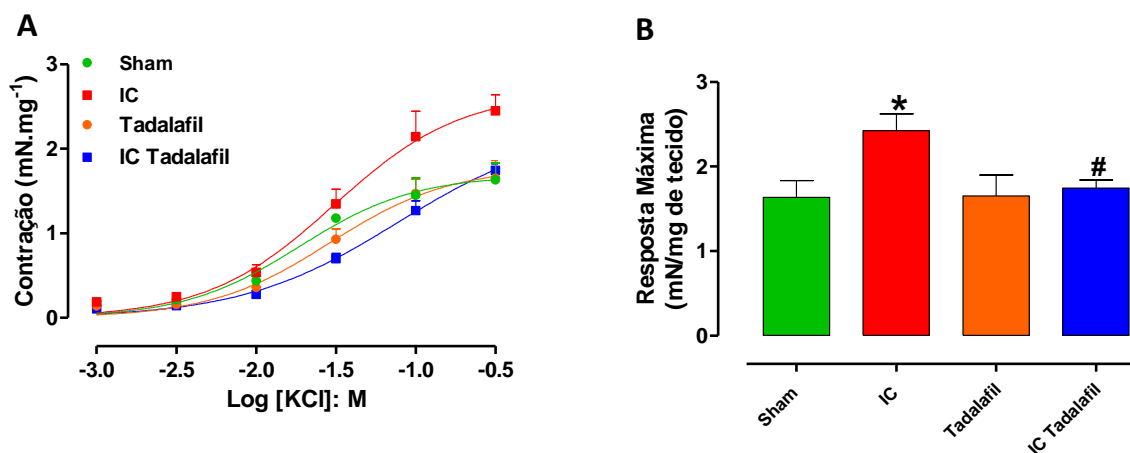 A
Contração (mN.mg⁻¹)
3
2
1
0
Sham
IC
Tadalafil
IC Tadalafil
-3.0 -2.5 -2.0 -1.5 -1.0 -0.5
Log [KCl]: M
B
Resposta Máxima
(mN/mg de tecido)
3
2
1
0
*
#
Sham
IC
Tadalafil
IC Tadalafil